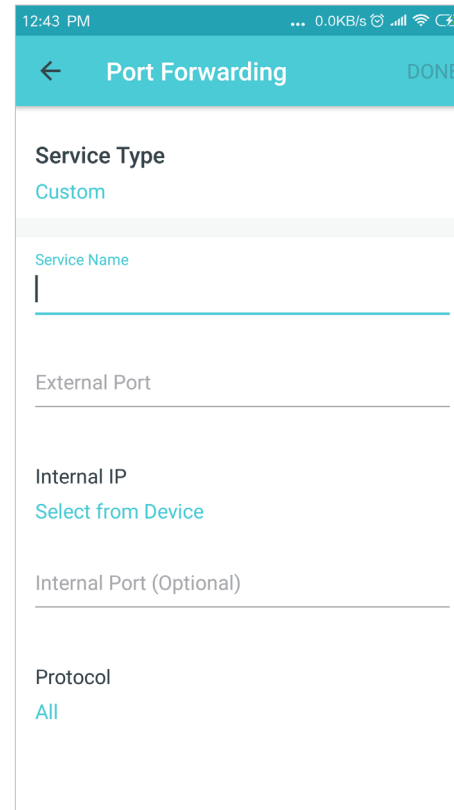 12:43 PM ... 0.0KB/s
Port Forwarding DONE
Service Type
Custom
Service Name
External Port
Internal IP
Select from Device
Internal Port (Optional)
Protocol
All